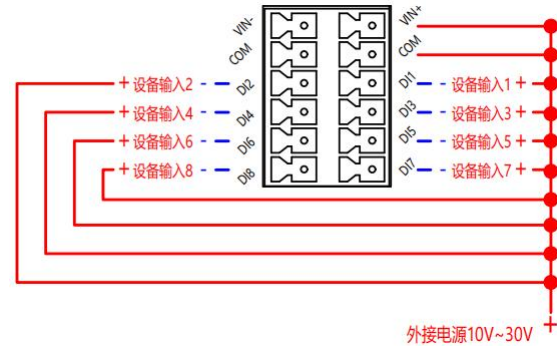 VIN- VIN+
COM COM
+ 设备输入2 - DI2 DI1 - 设备输入1 +
+ 设备输入4 - DI4 DI3 - 设备输入3 +
+ 设备输入6 - DI6 DI5 - 设备输入5 +
+ 设备输入8 - DI8 DI7 - 设备输入7 +
+
外接电源10V~30V